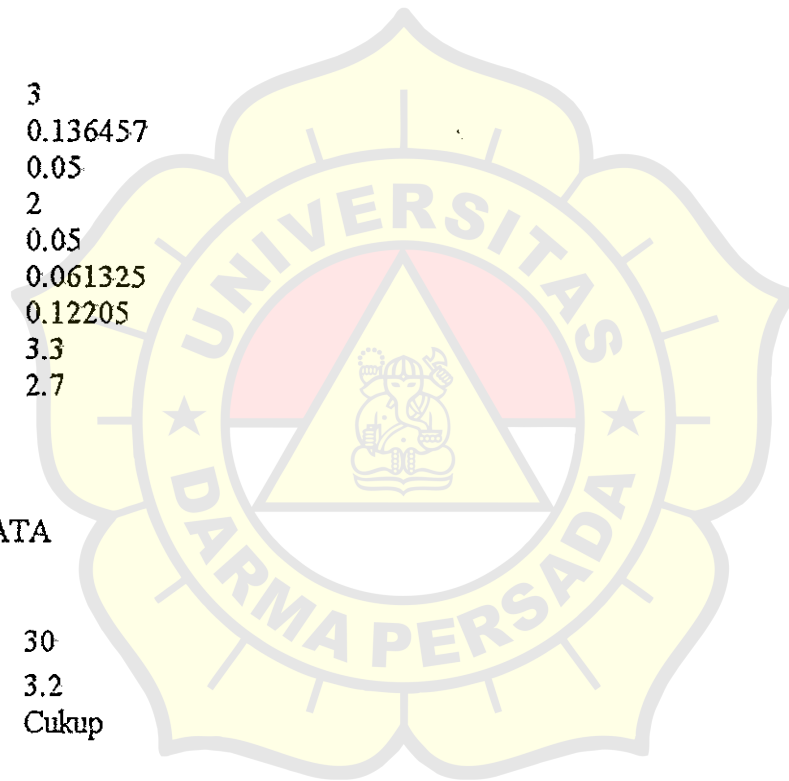 3
0.136457
0.05
2
0.05
0.061325
0.12205
3.3
2.7
UNIVERSITAS
DARMA PERSADA
ATA
30
3.2
Cukup